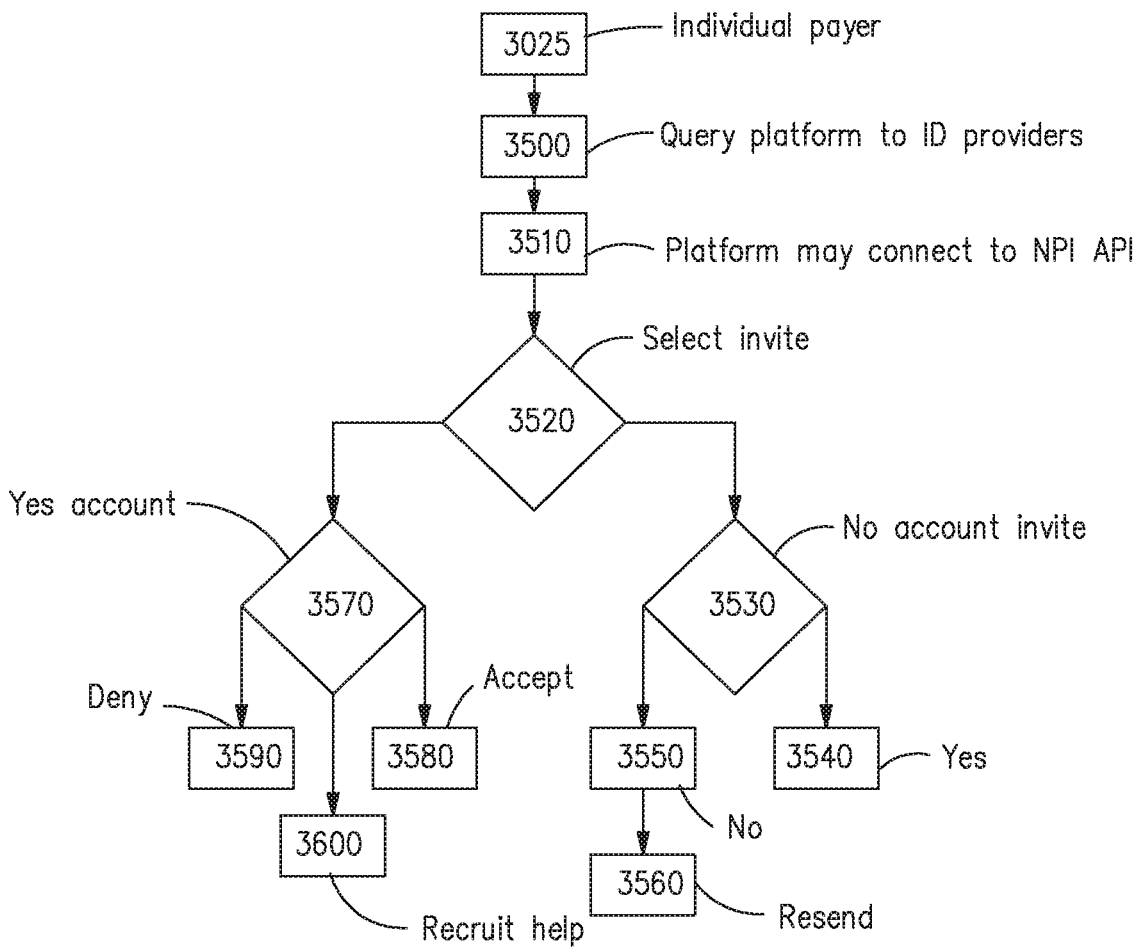 3025
Individual payer
3500
Query platform to ID providers
3510
Platform may connect to NPI API
Select invite
3520
Yes account
No account invite
3570
3530
Deny
Accept
3590
3580
3550
3540
Yes
3600
No
3560
Recruit help
Resend